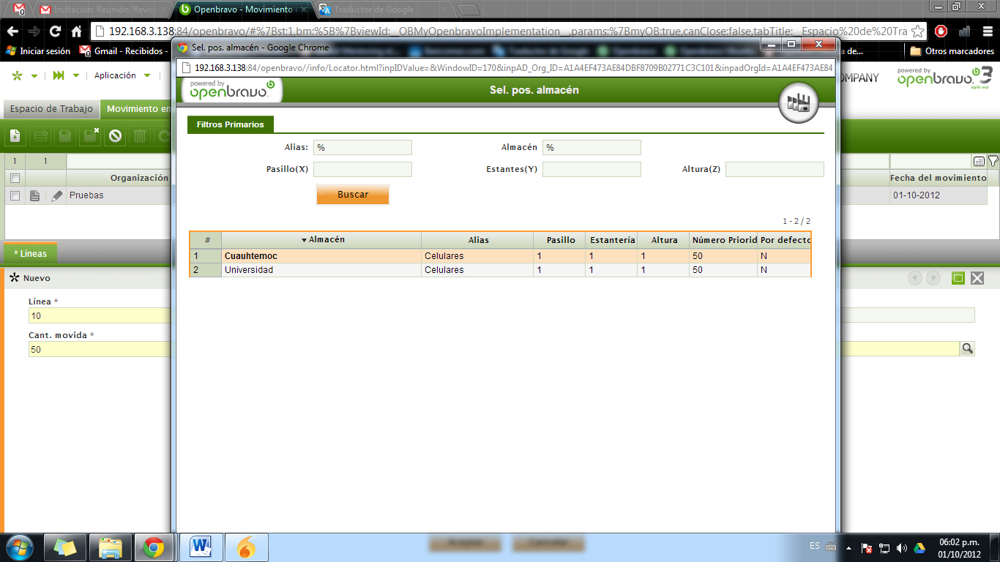 0
Invitación: Reunión: Revis
Openbravo - Movimiento
Traductor de Google
192.168.3.138:84/openbravo/#%7Bst:1,bm:%5B%7BviewId:__OBMyOpenbravoImplementation__,params:%7BmyOB:true,canClose:false,tabTitle:__Espacio%20de%20Tra
Iniciar sesión
Gmail - Recibidos -
Otros marcadores
Sel. pos. almacén - Google Chrome
192.168.3.138:84/openbravo//info/Locator.html?inpIDValue=&WindowID=170&inpAD_Org_ID=A1A4EF473AE84DBF8709B02771C3C101&inpadOrgId=A1A4EF473AE84
Aplicación
powered by
openbravo
Sel. pos. almacén
COMPANY
powered by
openbravo 3
agile erp
Espacio de Trabajo
Movimiento en
Filtros Primarios
Alias: %
Almacén %
Pasillo(X)
Estantes(Y)
Altura(Z)
Buscar
1 - 2 / 2
# Almacén Alias Pasillo Estantería Altura Número Priorid Por defecto
1 Cuauhtemoc Celulares 1 1 1 50 N
2 Universidad Celulares 1 1 1 50 N
1 1
Organización
Fecha del movimiento
Pruebas
01-10-2012
* Líneas
Nuevo
Línea *
10
Cant. movida *
50
Aceptar
Cancelar
ES
06:02 p.m.
01/10/2012